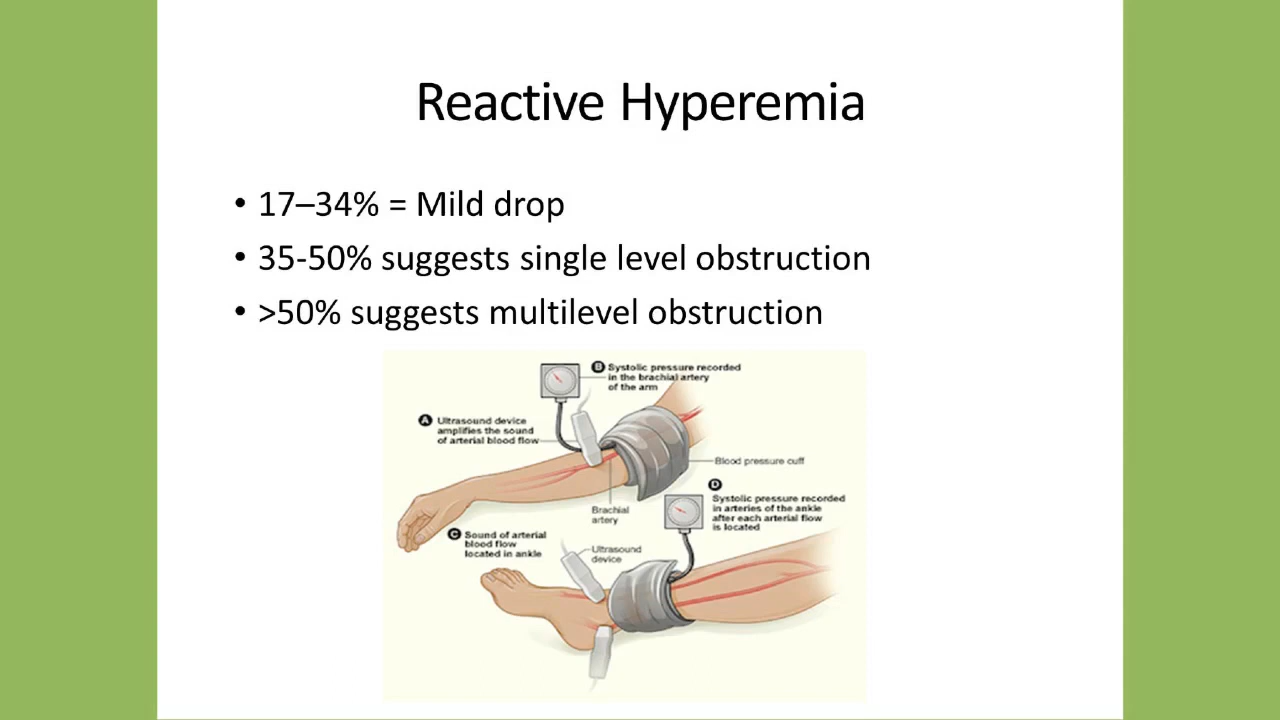 Reactive Hyperemia
• 17–34% = Mild drop
• 35-50% suggests single level obstruction
• >50% suggests multilevel obstruction
B Systolic pressure recorded
in the brachial artery
of the arm
A Ultrasound device
amplifies the sound
of arterial blood flow
Blood pressure cuff
D
Systolic pressure recorded
in arteries of the ankle
after each arterial flow
is located
Brachial
artery
C Sound of arterial
blood flow
located in ankle
Ultrasound
device